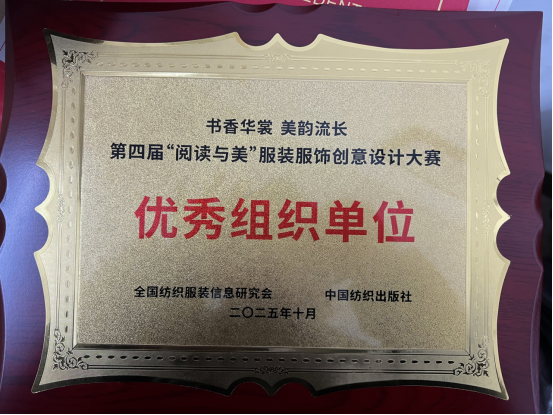 书香华裳 美韵流长
第四届“阅读与美”服装服饰创意设计大赛
优秀组织单位
全国纺织服装信息研究会 中国纺织出版社
二〇二五年十月